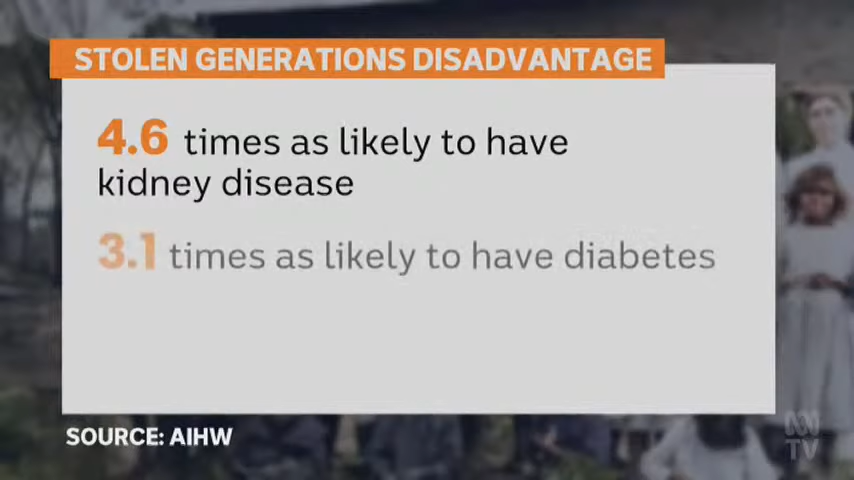 STOLEN GENERATIONS DISADVANTAGE
4.6 times as likely to have
kidney disease
3.1 times as likely to have diabetes
SOURCE: AIHW
TV